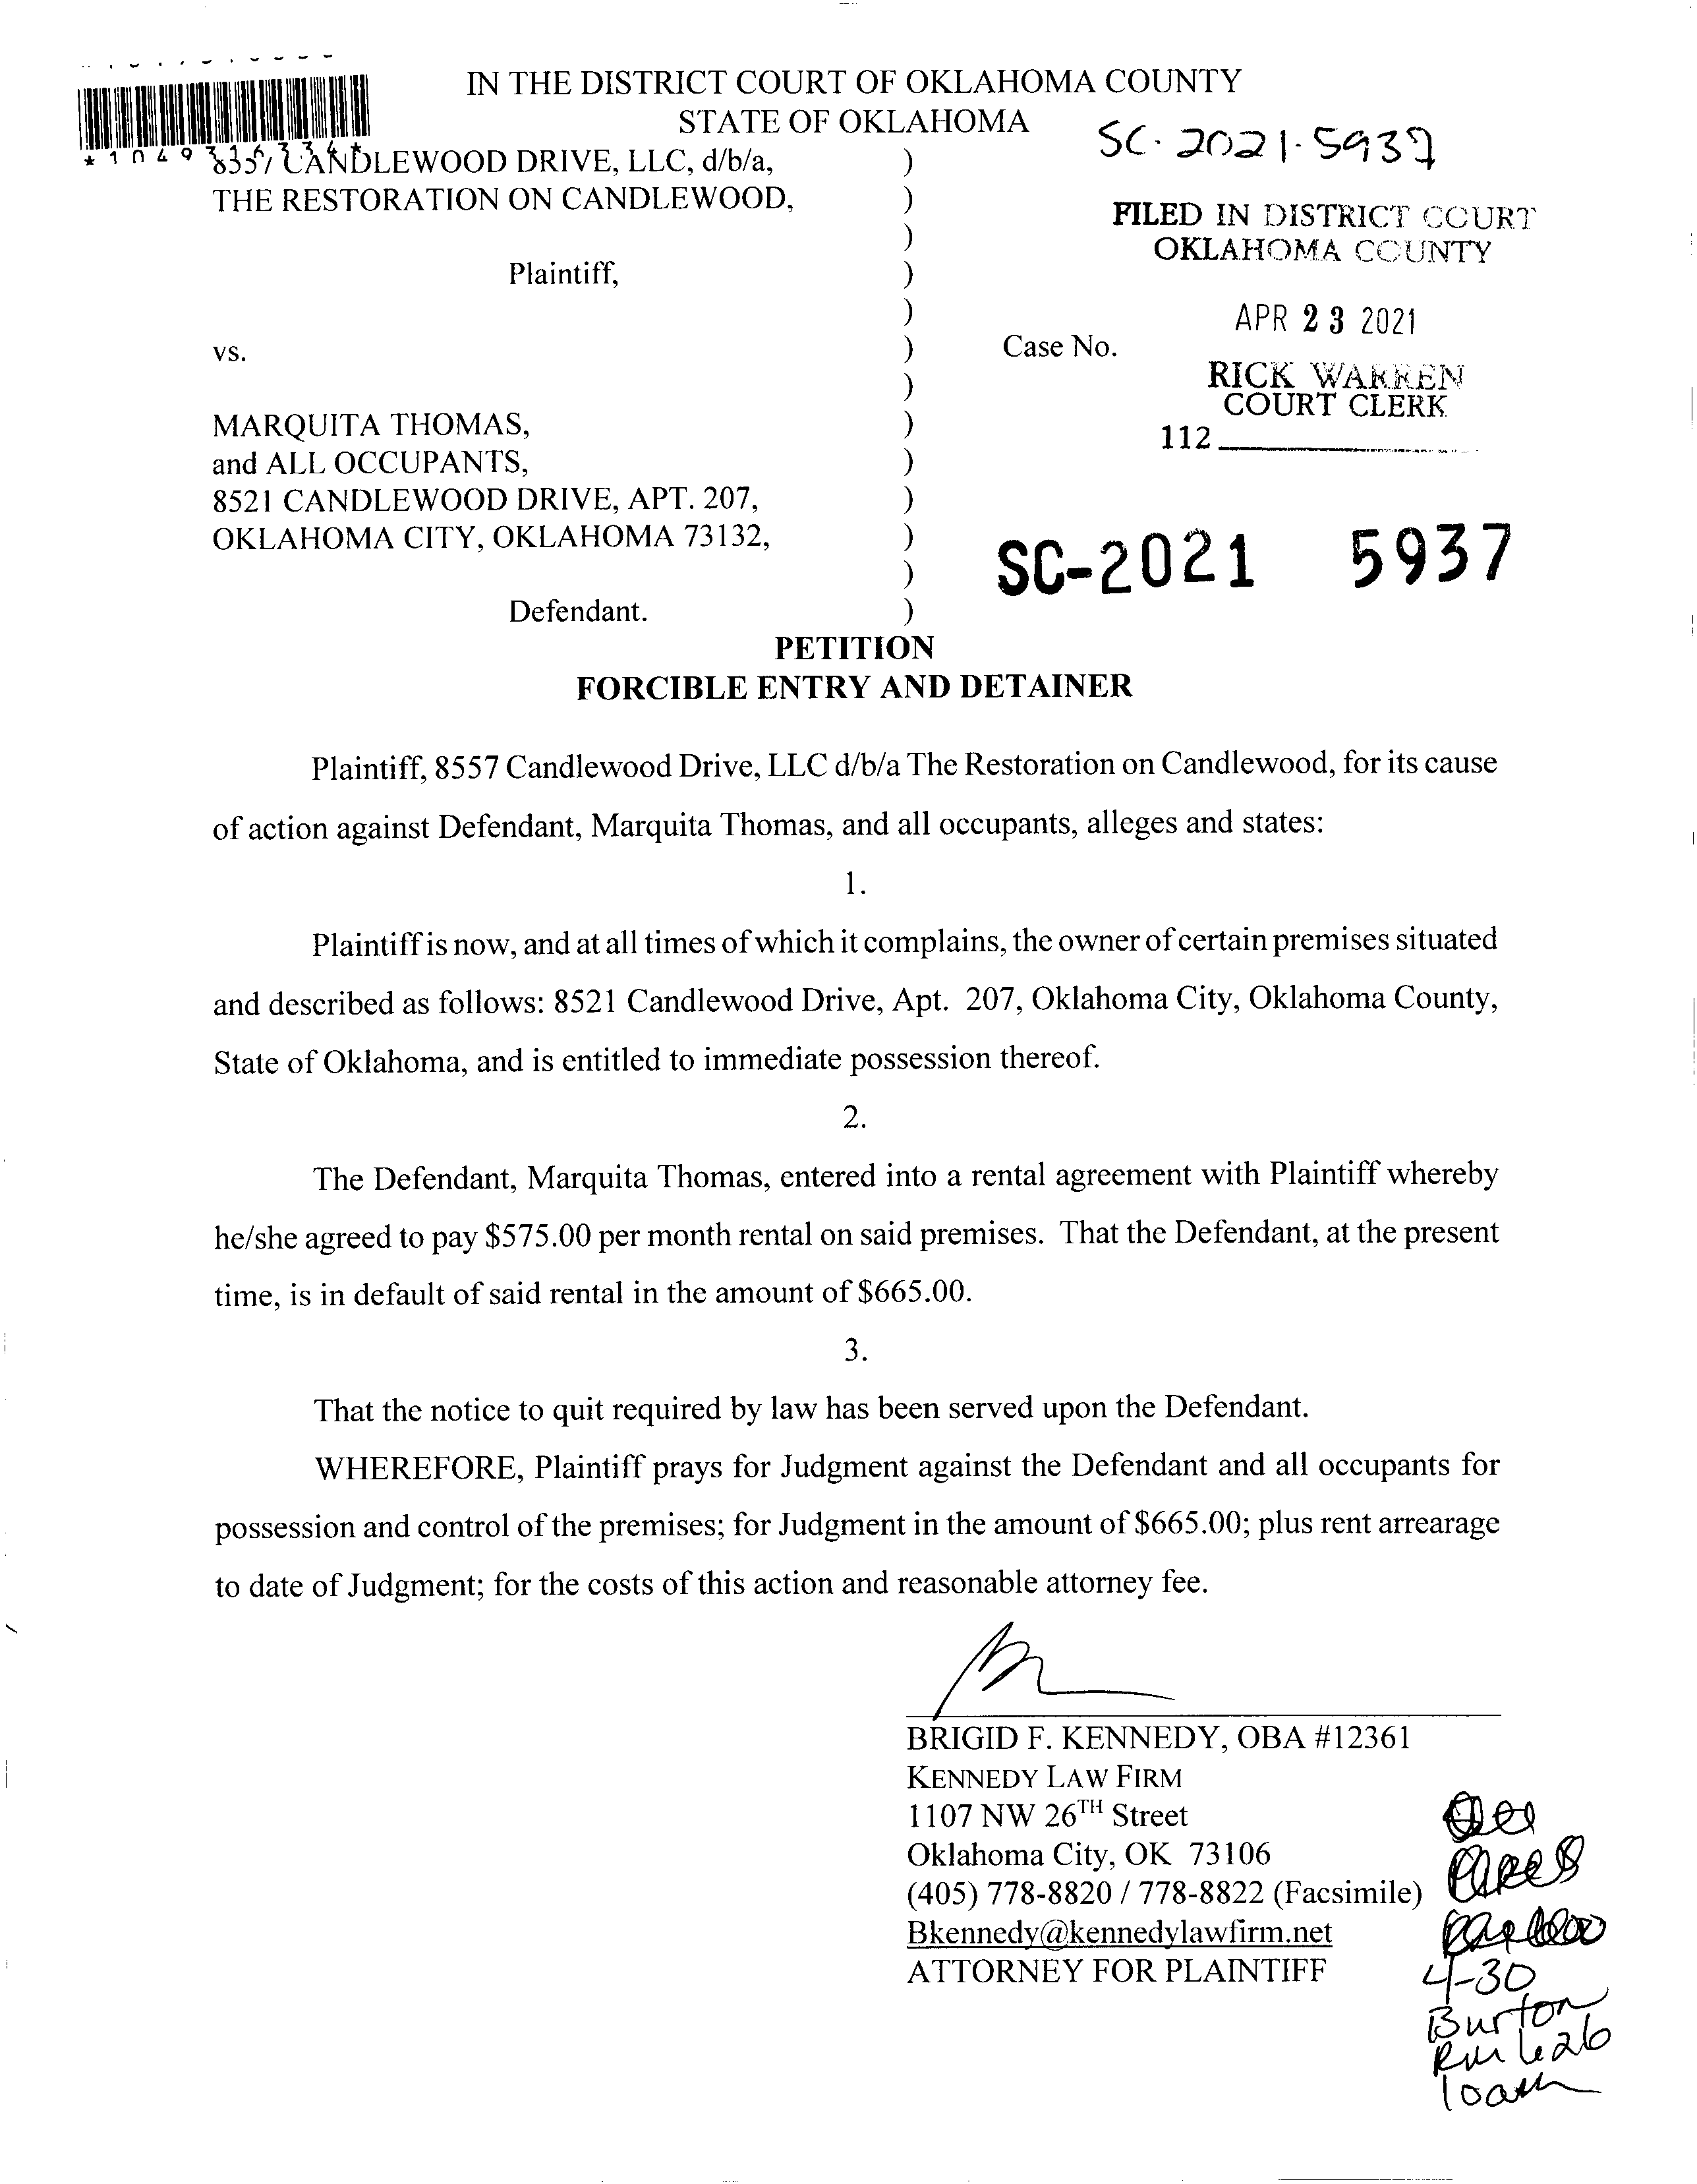 IN THE DISTRICT COURT OF OKLAHOMA COUNTY
STATE OF OKLAHOMA
SC-2021-5937
CANDLEWOOD DRIVE, LLC, d/b/a, )
THE RESTORATION ON CANDLEWOOD, )
)
FILED IN DISTRICT COURT
OKLAHOMA COUNTY
Plaintiff, )
)
APR 23 2021
vs. ) Case No.
)
RICK WARREN
COURT CLERK
112
MARQUITA THOMAS, )
and ALL OCCUPANTS, )
8521 CANDLEWOOD DRIVE, APT. 207, )
OKLAHOMA CITY, OKLAHOMA 73132, )
)
SC-2021 5937
Defendant. )
PETITION
FORCIBLE ENTRY AND DETAINER
Plaintiff, 8557 Candlewood Drive, LLC d/b/a The Restoration on Candlewood, for its cause
of action against Defendant, Marquita Thomas, and all occupants, alleges and states:
1.
Plaintiff is now, and at all times of which it complains, the owner of certain premises situated
and described as follows: 8521 Candlewood Drive, Apt. 207, Oklahoma City, Oklahoma County,
State of Oklahoma, and is entitled to immediate possession thereof.
2.
The Defendant, Marquita Thomas, entered into a rental agreement with Plaintiff whereby
he/she agreed to pay $575.00 per month rental on said premises. That the Defendant, at the present
time, is in default of said rental in the amount of $665.00.
3.
That the notice to quit required by law has been served upon the Defendant.
WHEREFORE, Plaintiff prays for Judgment against the Defendant and all occupants for
possession and control of the premises; for Judgment in the amount of $665.00; plus rent arrearage
to date of Judgment; for the costs of this action and reasonable attorney fee.
BRIGID F. KENNEDY, OBA #12361
KENNEDY LAW FIRM
1107 NW 26TH Street
Oklahoma City, OK 73106
(405) 778-8820 / 778-8822 (Facsimile)
Bkennedy@kennedylawfirm.net
ATTORNEY FOR PLAINTIFF
4-30
Burton
Rm 626
10am